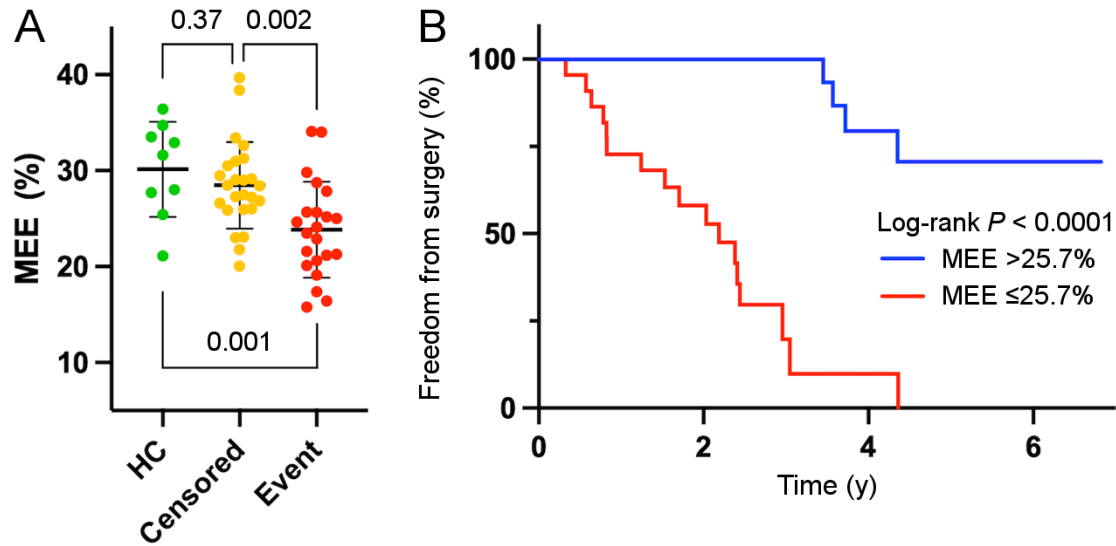 A
0.37 0.002
40
30
20
10
MEE (%)
0.001
HC
Censored
Event
B
100
50
0
Freedom from surgery (%)
Log-rank P < 0.0001
MEE >25.7%
MEE ≤25.7%
0 2 4 6
Time (y)